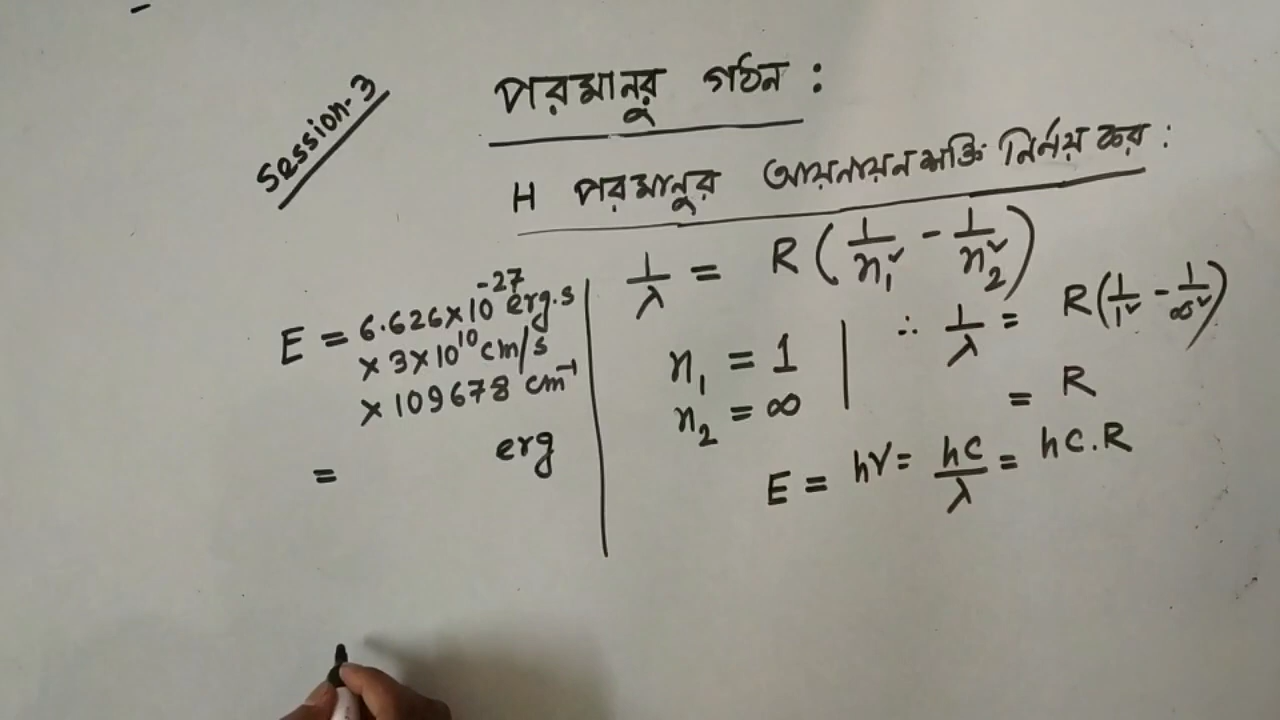 Session-3
পরমানুর গঠন :
H পরমানুর আয়নায়ন শক্তি নির্নয় কর :
1/λ = R(1/n₁² - 1/n₂²)
n₁ = 1
n₂ = ∞
∴ 1/λ = R(1/1² - 1/∞²)
= R
E = hν = hc/λ = hc.R
E = 6.626×10⁻²⁷ erg.s
× 3×10¹⁰ cm/s
× 109678 cm⁻¹
= erg